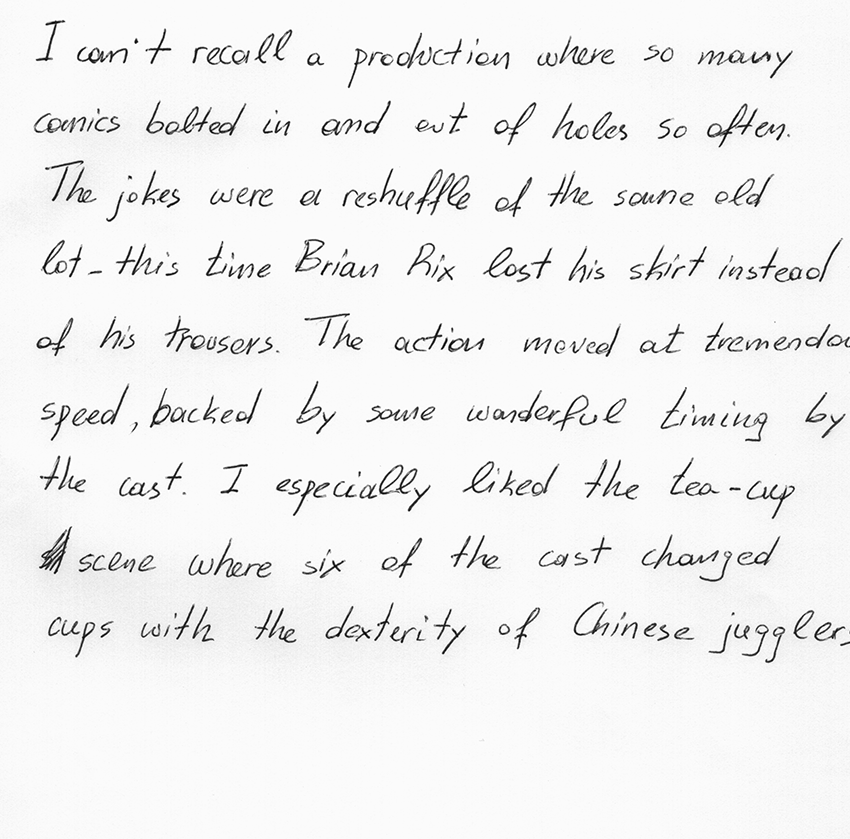 I can't recall a production where so many
comics bolted in and out of holes so often.
The jokes were a reshuffle of the same old
lot - this time Brian Rix lost his skirt instead
of his trousers. The action moved at tremendou
speed, backed by some wonderful timing by
the cast. I especially liked the tea-cup
scene where six of the cast changed
cups with the dexterity of Chinese jugglers